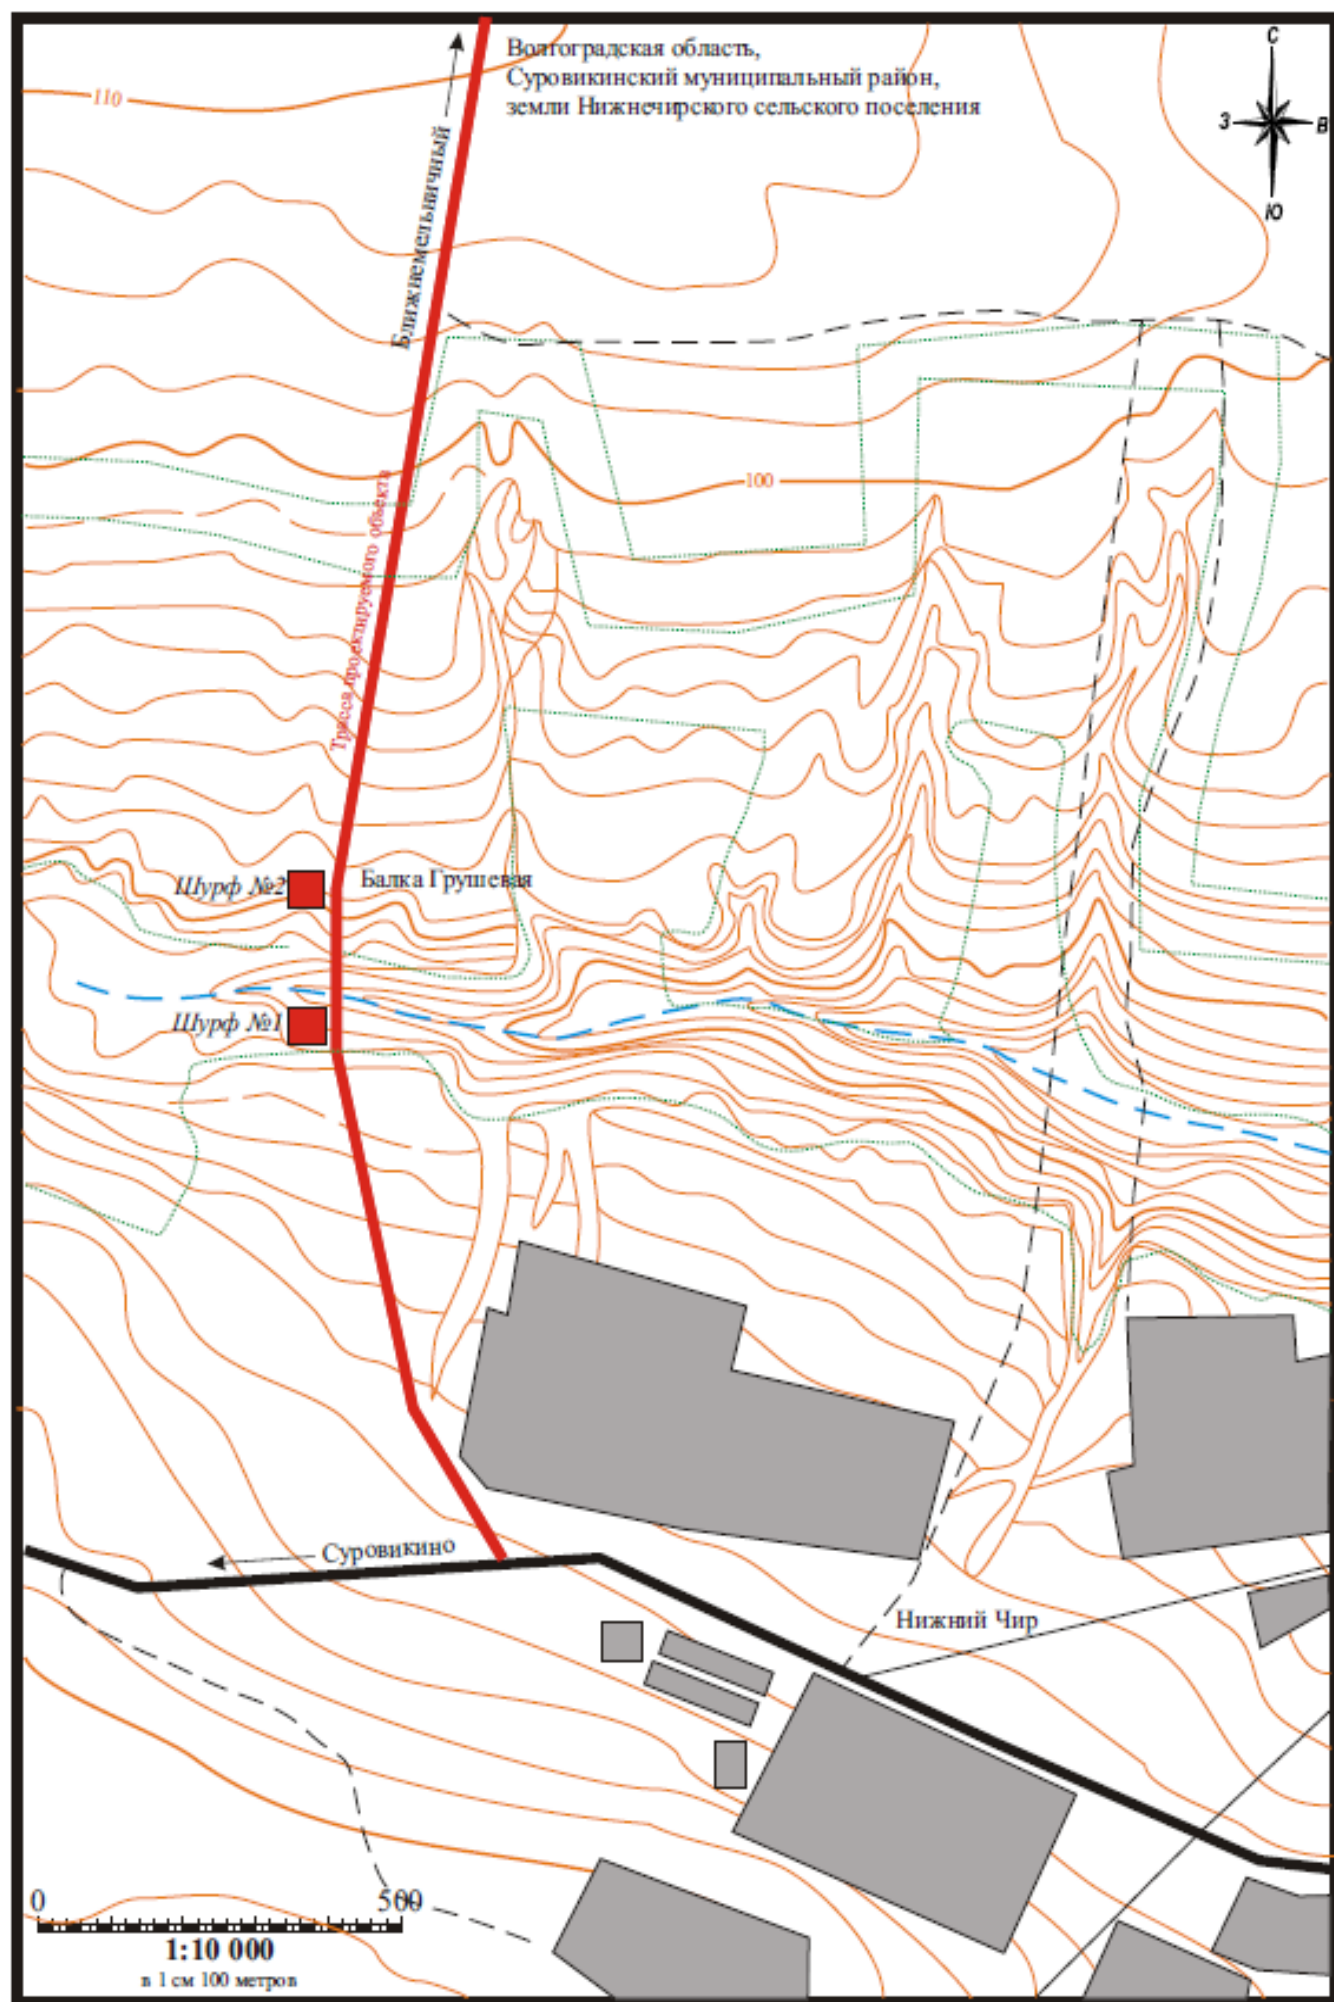 Волгоградская область,
Суровикинский муниципальный район,
земли Нижнечирского сельского поселения
С
З
В
Ю
110
Ближнемельничный
100
Трасса проектируемого объекта
Шурф №2
Балка Грушевая
Шурф №1
Суровикино
Нижний Чир
0 500
1:10 000
в 1 см 100 метров